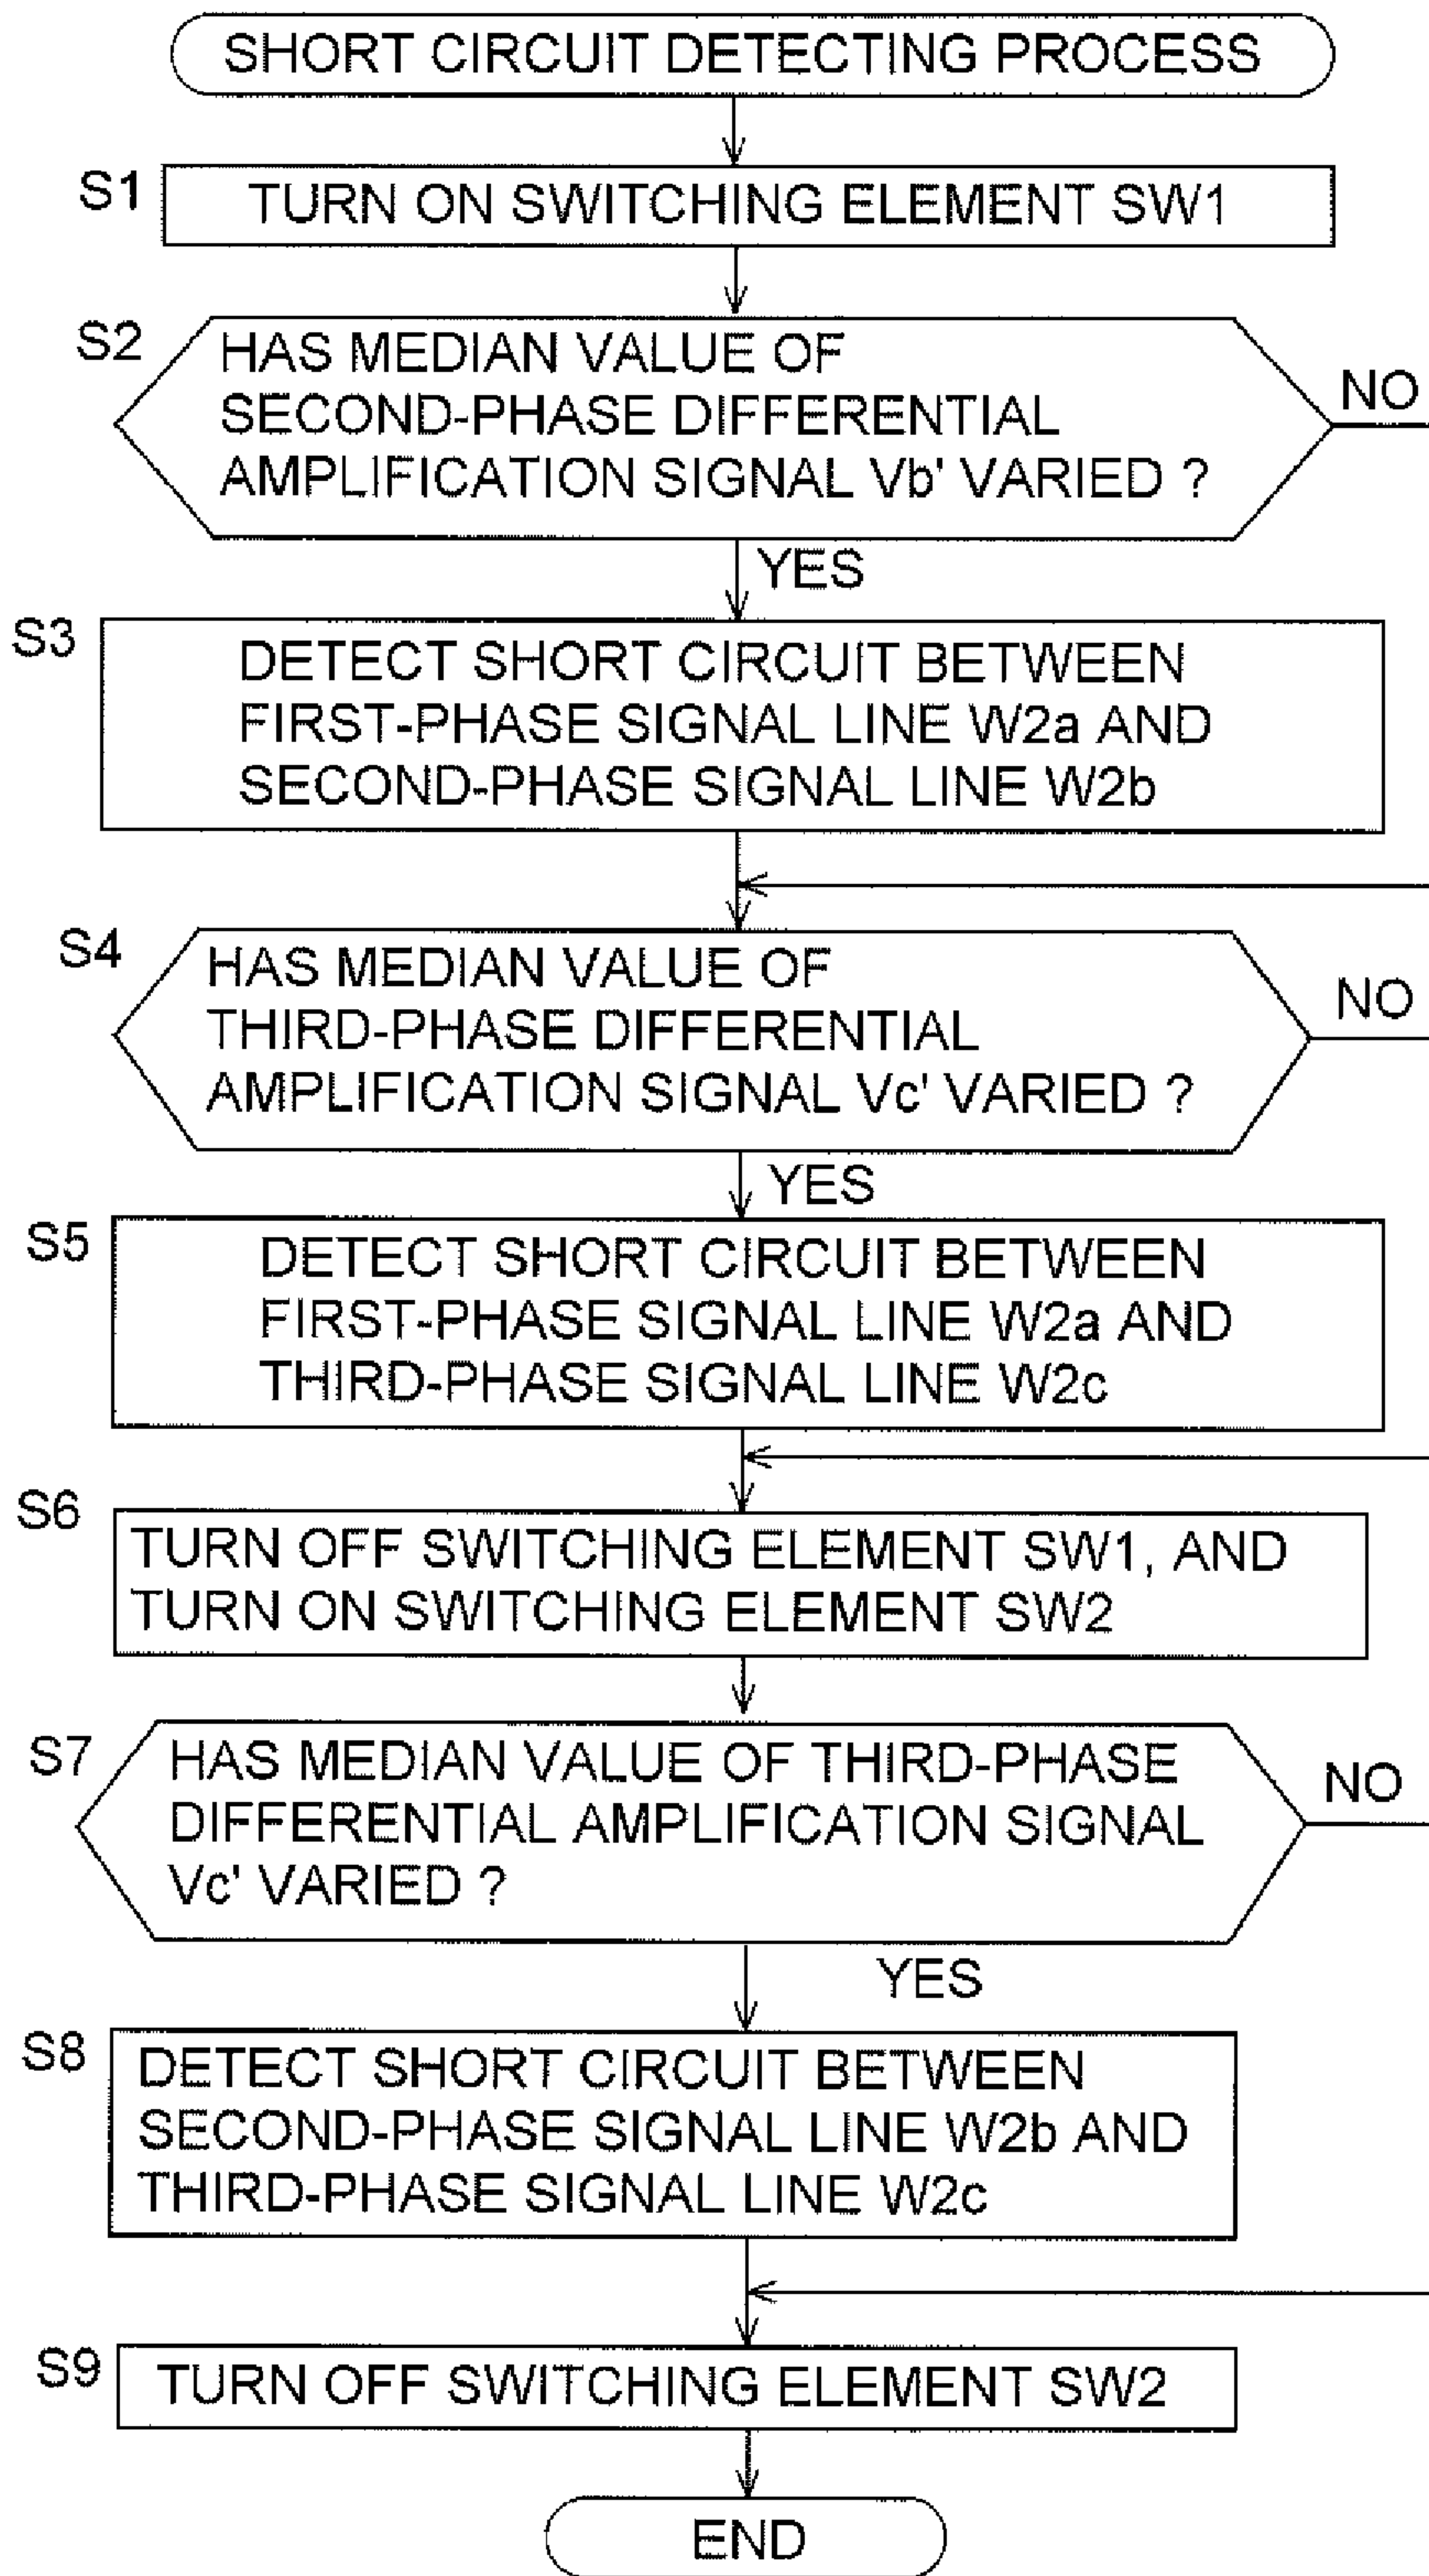 SHORT CIRCUIT DETECTING PROCESS
S1
TURN ON SWITCHING ELEMENT SW1
S2
HAS MEDIAN VALUE OF
SECOND-PHASE DIFFERENTIAL
AMPLIFICATION SIGNAL Vb' VARIED ?
NO
YES
S3
DETECT SHORT CIRCUIT BETWEEN
FIRST-PHASE SIGNAL LINE W2a AND
SECOND-PHASE SIGNAL LINE W2b
S4
HAS MEDIAN VALUE OF
THIRD-PHASE DIFFERENTIAL
AMPLIFICATION SIGNAL Vc' VARIED ?
NO
YES
S5
DETECT SHORT CIRCUIT BETWEEN
FIRST-PHASE SIGNAL LINE W2a AND
THIRD-PHASE SIGNAL LINE W2c
S6
TURN OFF SWITCHING ELEMENT SW1, AND
TURN ON SWITCHING ELEMENT SW2
S7
HAS MEDIAN VALUE OF THIRD-PHASE
DIFFERENTIAL AMPLIFICATION SIGNAL
Vc' VARIED ?
NO
YES
S8
DETECT SHORT CIRCUIT BETWEEN
SECOND-PHASE SIGNAL LINE W2b AND
THIRD-PHASE SIGNAL LINE W2c
S9
TURN OFF SWITCHING ELEMENT SW2
END